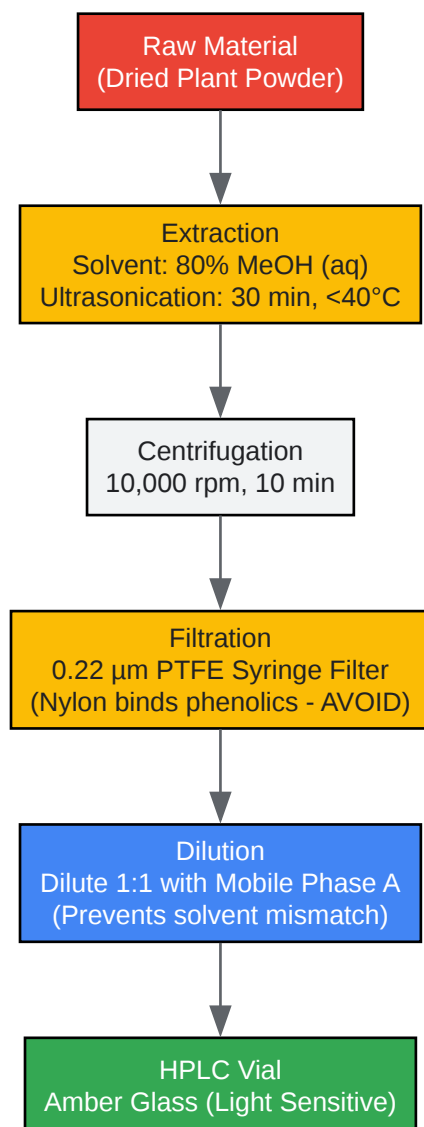 Raw Material
(Dried Plant Powder)
Extraction
Solvent: 80% MeOH (aq)
Ultrasonication: 30 min, <40°C
Centrifugation
10,000 rpm, 10 min
Filtration
0.22 µm PTFE Syringe Filter
(Nylon binds phenolics - AVOID)
Dilution
Dilute 1:1 with Mobile Phase A
(Prevents solvent mismatch)
HPLC Vial
Amber Glass (Light Sensitive)